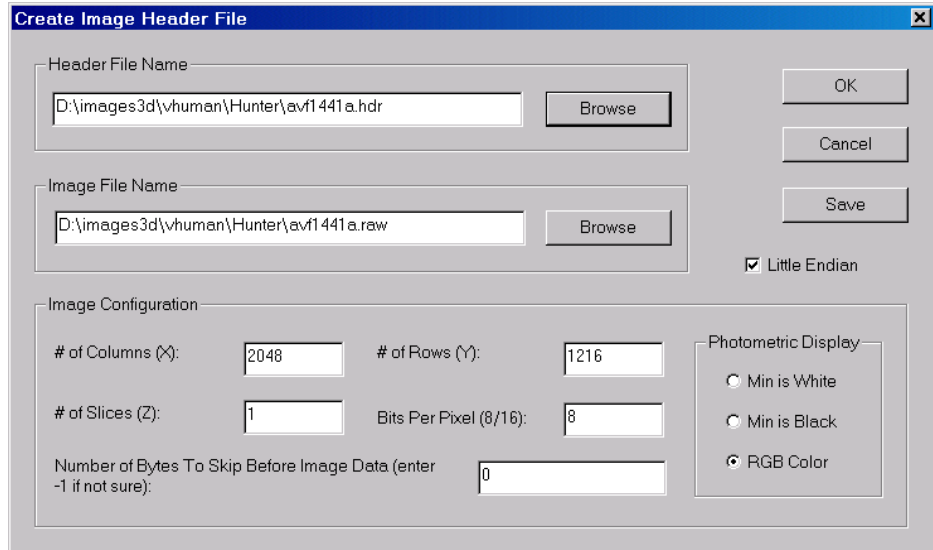 Create Image Header File
Header File Name
D:\images3d\vhuman\Hunter\avf1441a.hdr
Browse
OK
Cancel
Image File Name
D:\images3d\vhuman\Hunter\avf1441a.raw
Browse
Save
Little Endian
Image Configuration
# of Columns (X):
2048
# of Rows (Y):
1216
# of Slices (Z):
1
Bits Per Pixel (8/16):
8
Number of Bytes To Skip Before Image Data (enter
-1 if not sure):
0
Photometric Display
Min is White
Min is Black
RGB Color